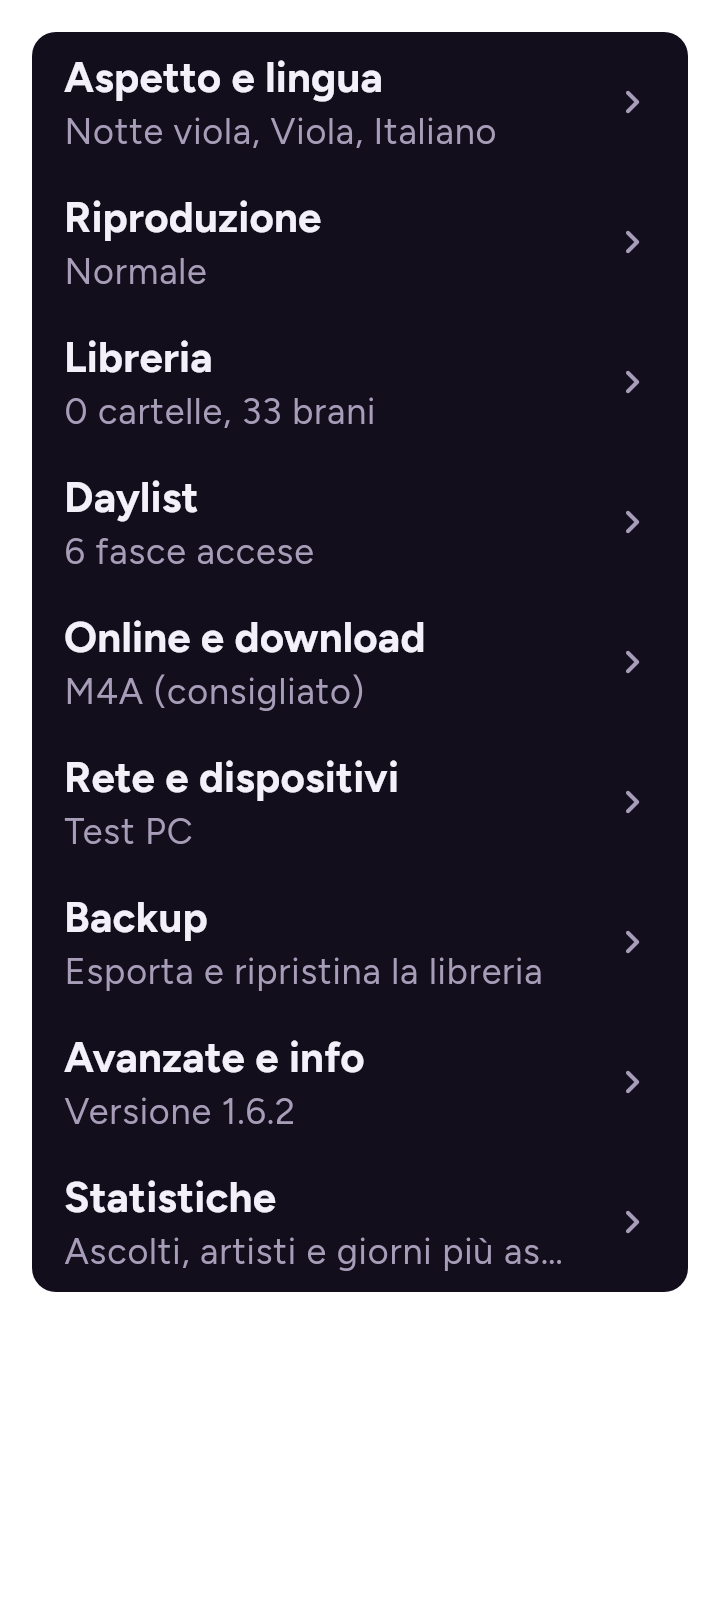 Aspetto e lingua
Notte viola, Viola, Italiano
Riproduzione
Normale
Libreria
0 cartelle, 33 brani
Daylist
6 fasce accese
Online e download
M4A (consigliato)
Rete e dispositivi
Test PC
Backup
Esporta e ripristina la libreria
Avanzate e info
Versione 1.6.2
Statistiche
Ascolti, artisti e giorni più as...